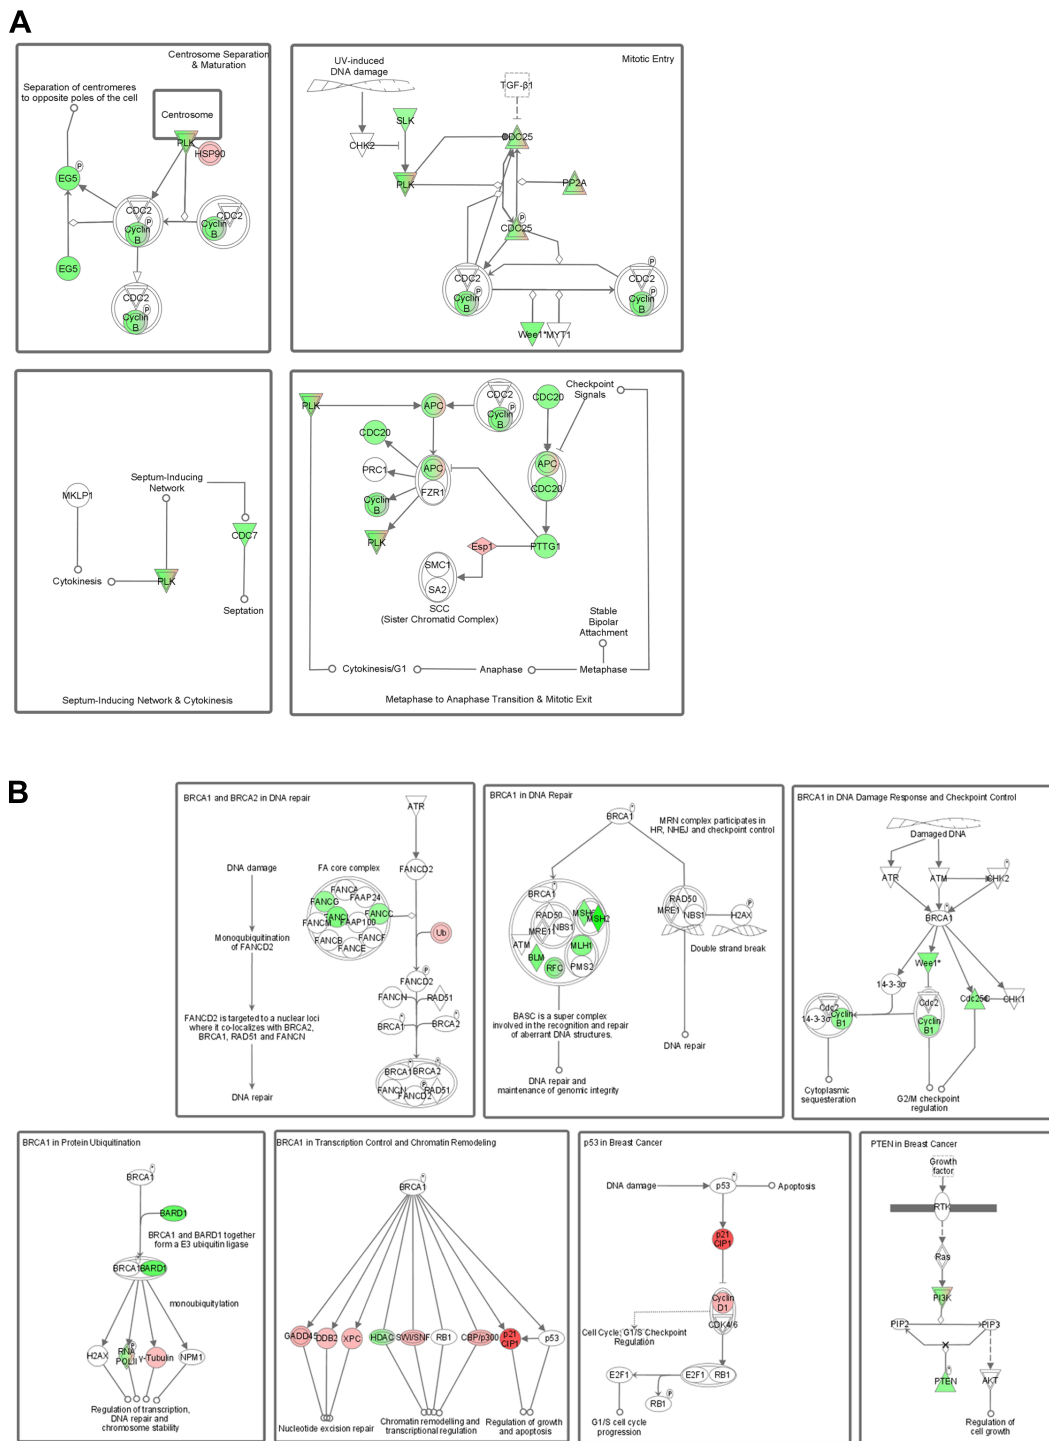 A
Centrosome Separation
& Maturation
Separation of centromeres
to opposite poles of the cell
Centrosome
PLK
HSP90
EG5
P
CDC2
P
Cyclin
B
CDC2
Cyclin
B
EG5
CDC2
P
Cyclin
B
Mitotic Entry
UV-induced
DNA damage
TGF-β1
SLK
CHK2
CDC25
PLK
PP2A
P
CDC25
CDC2
Cyclin
B
P
CDC2
P
Cyclin
B
Wee1*
MYT1
MKLP1
Septum-Inducing
Network
CDC7
Cytokinesis
PLK
Septation
Septum-Inducing Network & Cytokinesis
PLK
APC
CDC2
P
Cyclin
B
CDC20
Checkpoint
Signals
CDC20
PRC1
APC
FZR1
APC
CDC20
Cyclin
B
PLK
Esp1
PTTG1
SMC1
SA2
SCC
(Sister Chromatid Complex)
Stable
Bipolar
Attachment
Cytokinesis/G1
Anaphase
Metaphase
Metaphase to Anaphase Transition & Mitotic Exit
B
BRCA1 and BRCA2 in DNA repair
ATR
DNA damage
FA core complex
FANCD2
FANCA
FAAP24
FANCG
FANCC
FANCL
FANCM
FAAP100
FANCB
FANCF
FANCE
Ub
Monoqubiquitination
of FANCD2
P
FANCD2
FANCN
RAD51
BRCA1
BRCA2
FANCD2 is targeted to a nuclear loci
where it co-localizes with BRCA2,
BRCA1, RAD51 and FANCN
BRCA1
BRCA2
FANCN
P
RAD51
FANCD2
DNA repair
BRCA1 in DNA Repair
BRCA1
MRN complex participates in
HR, NHEJ and checkpoint control
BRCA1
RAD50
MRE11
NBS1
MSH2
ATM
MLH1
BLM
RFC
PMS2
RAD50
MRE1
NBS1
P
H2AX
Double strand break
BASC is a super complex
involved in the recognition and repair
of aberrant DNA structures.
DNA repair
DNA repair and
maintenance of genomic integrity
BRCA1 in DNA Damage Response and Checkpoint Control
Damaged DNA
ATR
ATM
CHK2
BRCA1
Wee1*
14-3-3σ
Cdc2
Cdc25C
CHK1
Cdc2
14-3-3σ
Cyclin
B1
Cyclin
B1
Cytoplasmic
sequesteration
G2/M checkpoint
regulation
BRCA1 in Protein Ubiquitination
BRCA1
BARD1
BRCA1 and BARD1 together
form a E3 ubiquitin ligase
BRCA1
BARD1
monoubiquitylation
H2AX
RNA
POLII
P
γ-Tubulin
NPM1
Regulation of transcription,
DNA repair and
chromosome stability
BRCA1 in Transcription Control and Chromatin Remodeling
BRCA1
GADD45
DDB2
XPC
HDAC
SWI/SNF
RB1
CBP/p300
p21
CIP1
p53
Nucleotide excision repair
Chromatin remodelling and
transcriptional regulation
Regulation of growth
and apoptosis
p53 in Breast Cancer
DNA damage
p53
Apoptosis
p21
CIP1
Cyclin
D1
CDK4/6
Cell Cycle: G1/S Checkpoint
Regulation
E2F1
E2F1
RB1
P
RB1
G1/S cell cycle
progression
PTEN in Breast Cancer
Growth
factor
RTK
Ras
PI3K
PIP2
PIP3
PTEN
AKT
Regulation of
cell growth